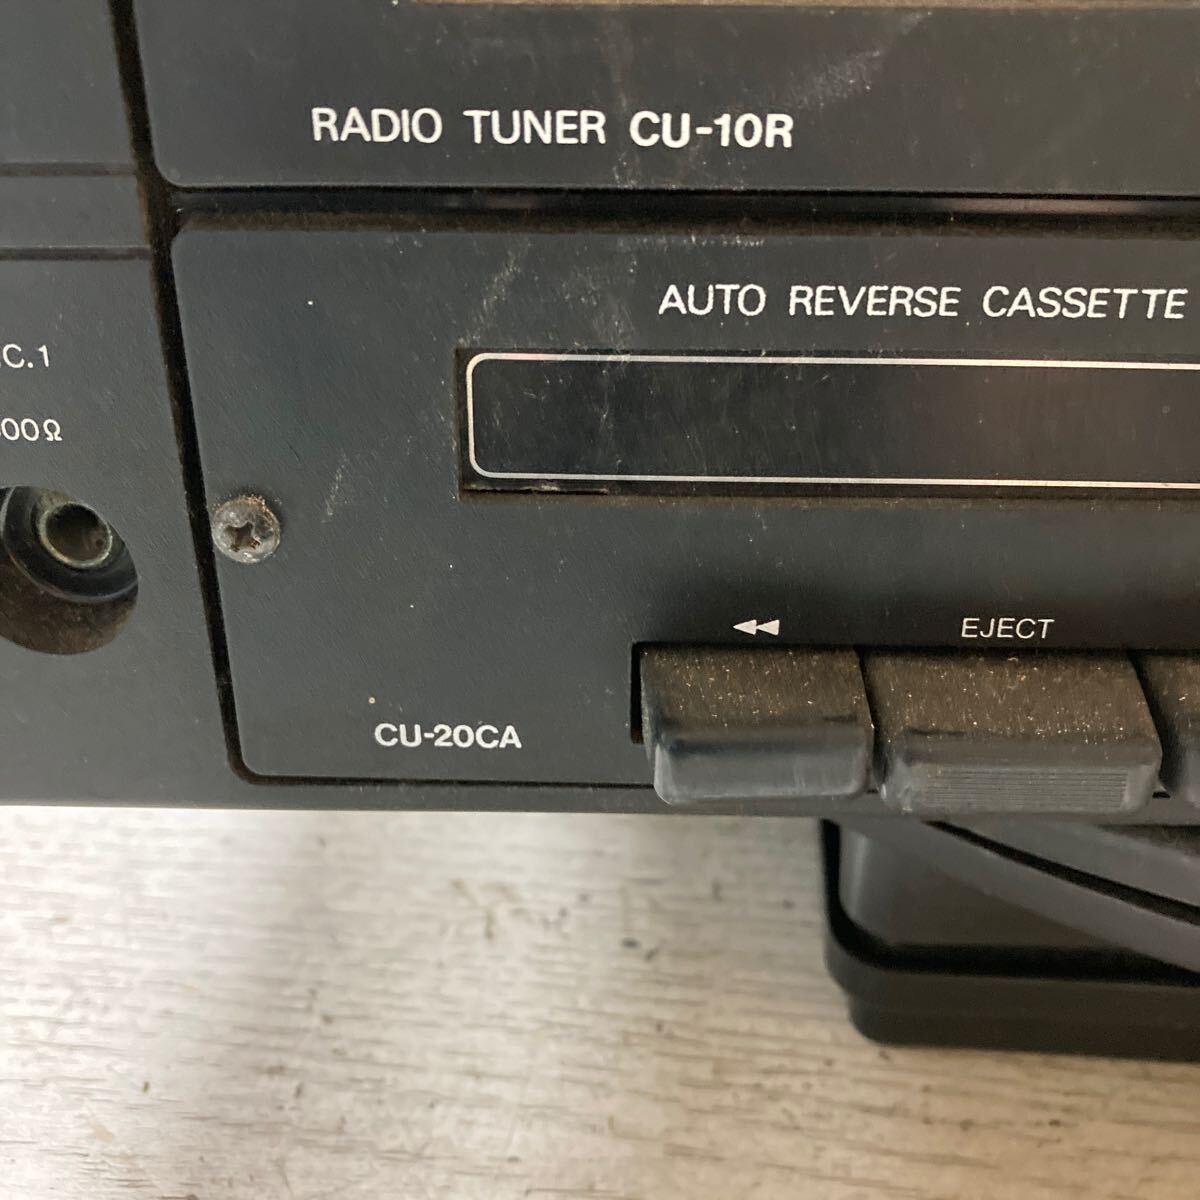 RADIO TUNER CU-10R
AUTO REVERSE CASSETTE
C.1
00Ω
EJECT
CU-20CA